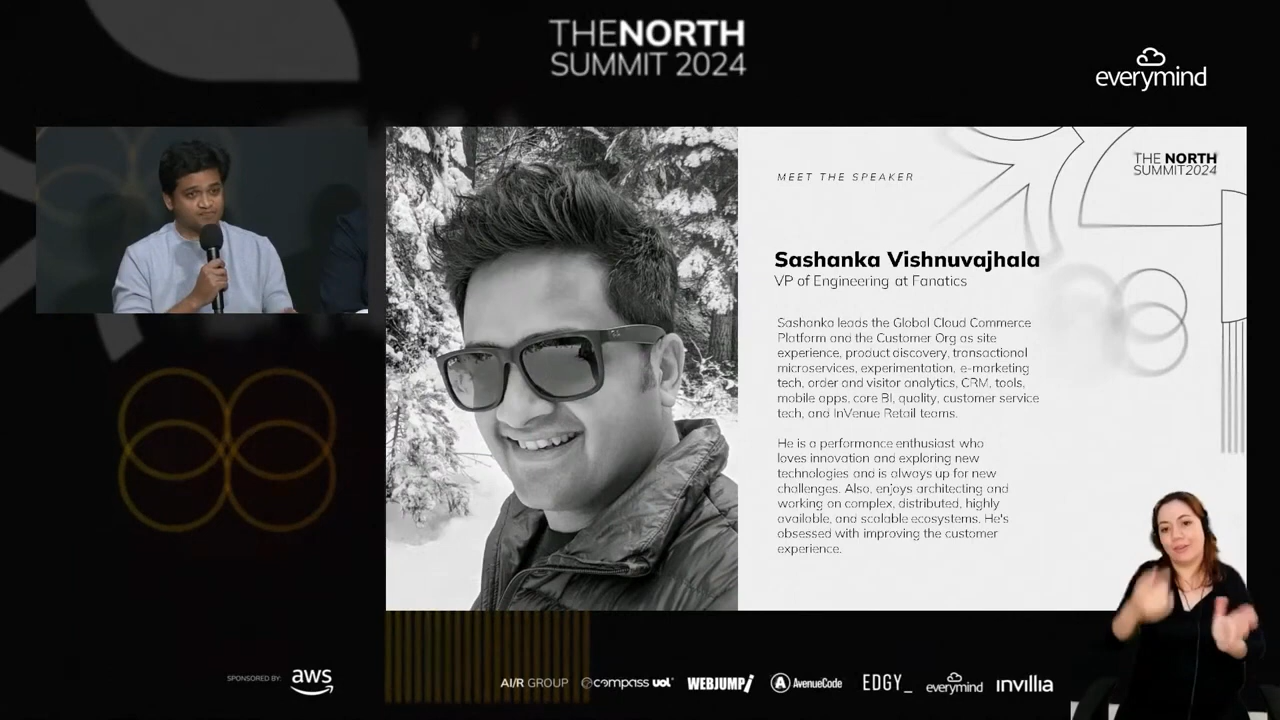 THENORTH
SUMMIT 2024
everymind
MEET THE SPEAKER
THE NORTH
SUMMIT2024
Sashanka Vishnuvajhala
VP of Engineering at Fanatics
Sashanka leads the Global Cloud Commerce
Platform and the Customer Org as site
experience, product discovery, transactional
microservices, experimentation, e-marketing
tech, order and visitor analytics, CRM, tools,
mobile apps, core BI, quality, customer service
tech, and InVenue Retail teams.
He is a performance enthusiast who
loves innovation and exploring new
technologies and is always up for new
challenges. Also, enjoys architecting and
working on complex, distributed, highly
available, and scalable ecosystems. He's
obsessed with improving the customer
experience.
SPONSORED BY: aws
AI/R GROUP compass uol WEBJUMP AvenueCode EDGY_ everymind invillia